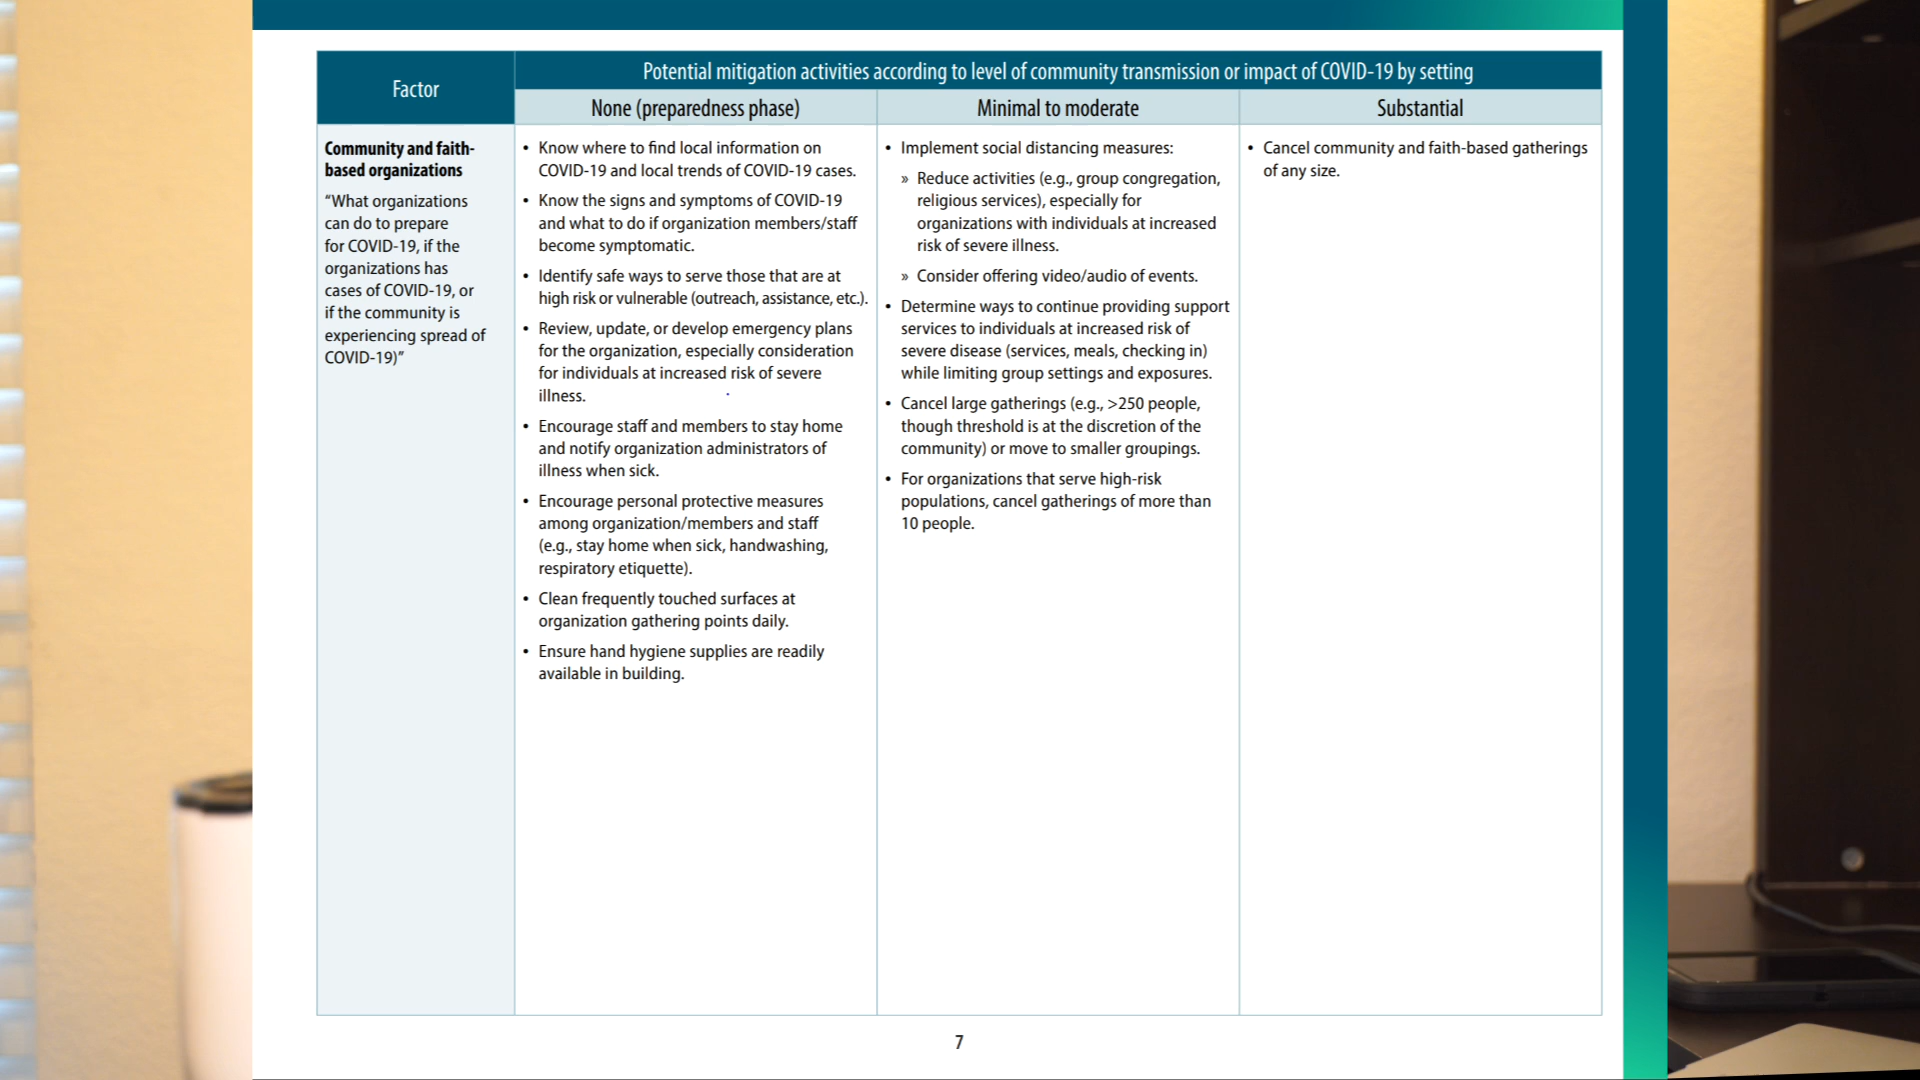 Factor
Potential mitigation activities according to level of community transmission or impact of COVID-19 by setting
None (preparedness phase)
Minimal to moderate
Substantial
Community and faith-
based organizations
“What organizations
can do to prepare
for COVID-19, if the
organizations has
cases of COVID-19, or
if the community is
experiencing spread of
COVID-19)”
• Know where to find local information on
COVID-19 and local trends of COVID-19 cases.
• Know the signs and symptoms of COVID-19
and what to do if organization members/staff
become symptomatic.
• Identify safe ways to serve those that are at
high risk or vulnerable (outreach, assistance, etc.).
• Review, update, or develop emergency plans
for the organization, especially consideration
for individuals at increased risk of severe
illness.
• Encourage staff and members to stay home
and notify organization administrators of
illness when sick.
• Encourage personal protective measures
among organization/members and staff
(e.g., stay home when sick, handwashing,
respiratory etiquette).
• Clean frequently touched surfaces at
organization gathering points daily.
• Ensure hand hygiene supplies are readily
available in building.
• Implement social distancing measures:
» Reduce activities (e.g., group congregation,
religious services), especially for
organizations with individuals at increased
risk of severe illness.
» Consider offering video/audio of events.
• Determine ways to continue providing support
services to individuals at increased risk of
severe disease (services, meals, checking in)
while limiting group settings and exposures.
• Cancel large gatherings (e.g., >250 people,
though threshold is at the discretion of the
community) or move to smaller groupings.
• For organizations that serve high-risk
populations, cancel gatherings of more than
10 people.
• Cancel community and faith-based gatherings
of any size.
7